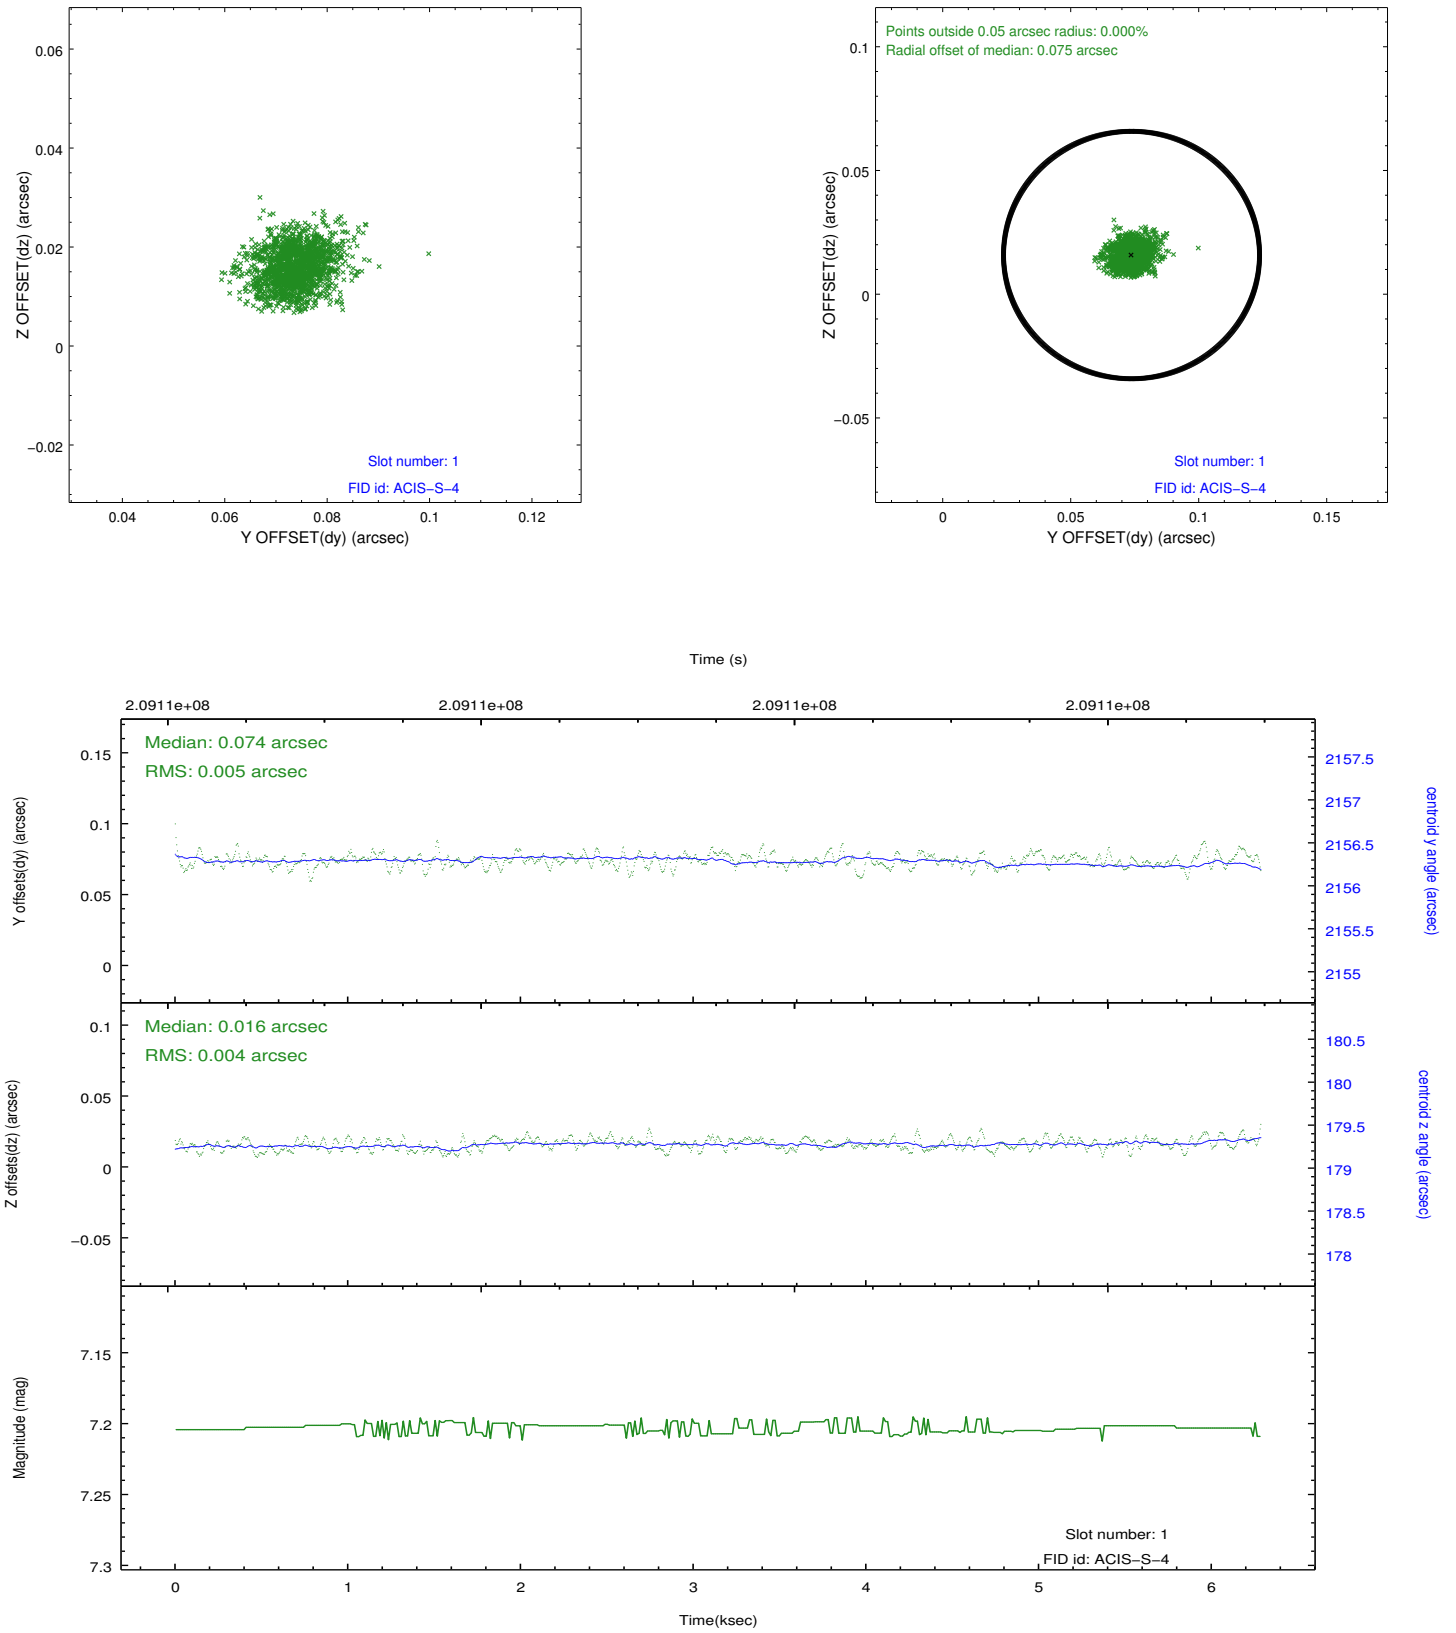 0.06
0.04
0.02
0
−0.02
Z OFFSET(dz) (arcsec)
Slot number: 1
FID id: ACIS−S−4
0.04
0.06
0.08
0.1
0.12
Y OFFSET(dy) (arcsec)
Points outside 0.05 arcsec radius: 0.000%
Radial offset of median: 0.075 arcsec
0.1
0.05
0
−0.05
Z OFFSET(dz) (arcsec)
Slot number: 1
FID id: ACIS−S−4
0
0.05
0.1
0.15
Y OFFSET(dy) (arcsec)
Time (s)
2.0911e+08
2.0911e+08
2.0911e+08
2.0911e+08
Median: 0.074 arcsec
RMS: 0.005 arcsec
0.15
0.1
0.05
0
Y offsets(dy) (arcsec)
2157.5
2157
2156.5
2156
2155.5
2155
centroid y angle (arcsec)
Median: 0.016 arcsec
RMS: 0.004 arcsec
0.1
0.05
0
−0.05
Z offsets(dz) (arcsec)
180.5
180
179.5
179
178.5
178
centroid z angle (arcsec)
7.15
7.2
7.25
7.3
Magnitude (mag)
Slot number: 1
FID id: ACIS−S−4
0
1
2
3
4
5
6
Time(ksec)